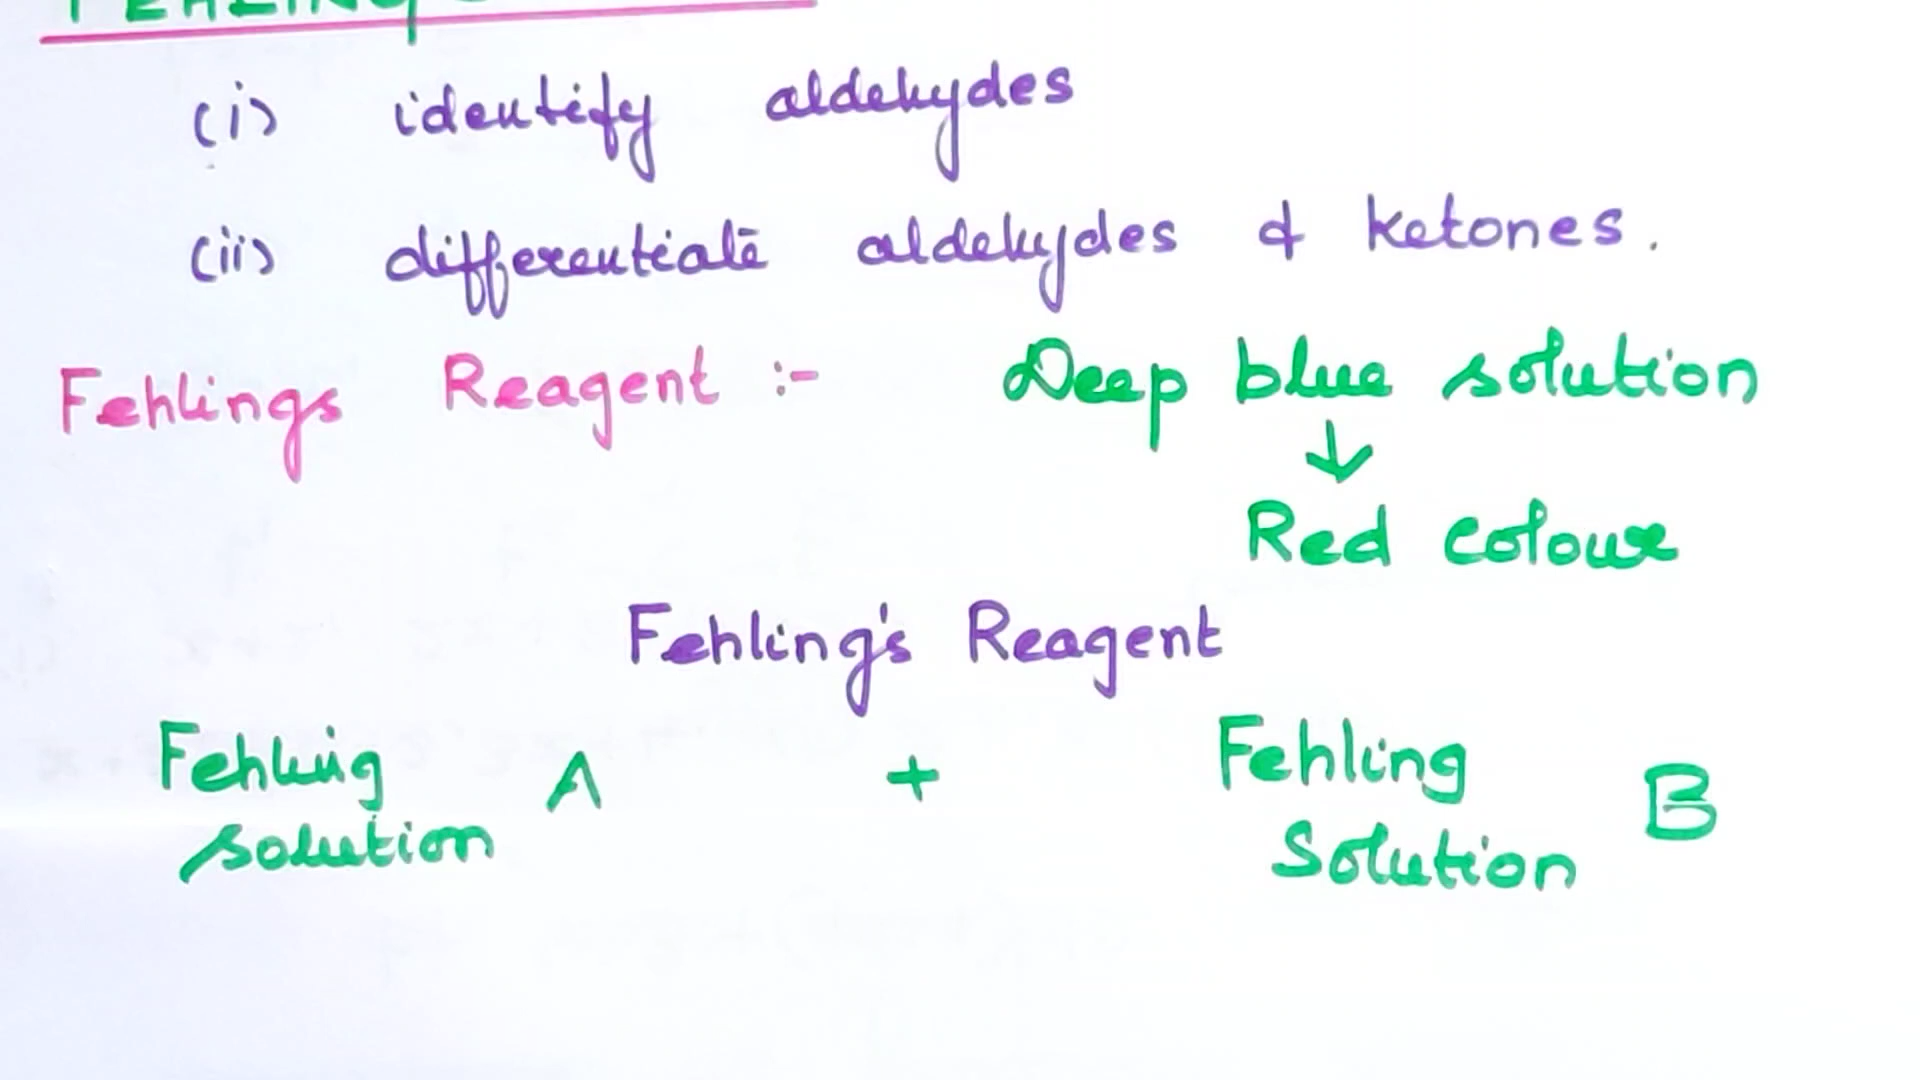 (i) identify aldehydes
(ii) differentiate aldehydes & ketones.
Fehlings Reagent :- Deep blue solution
↓
Red colour
Fehling's Reagent
Fehling A + Fehling B
solution Solution